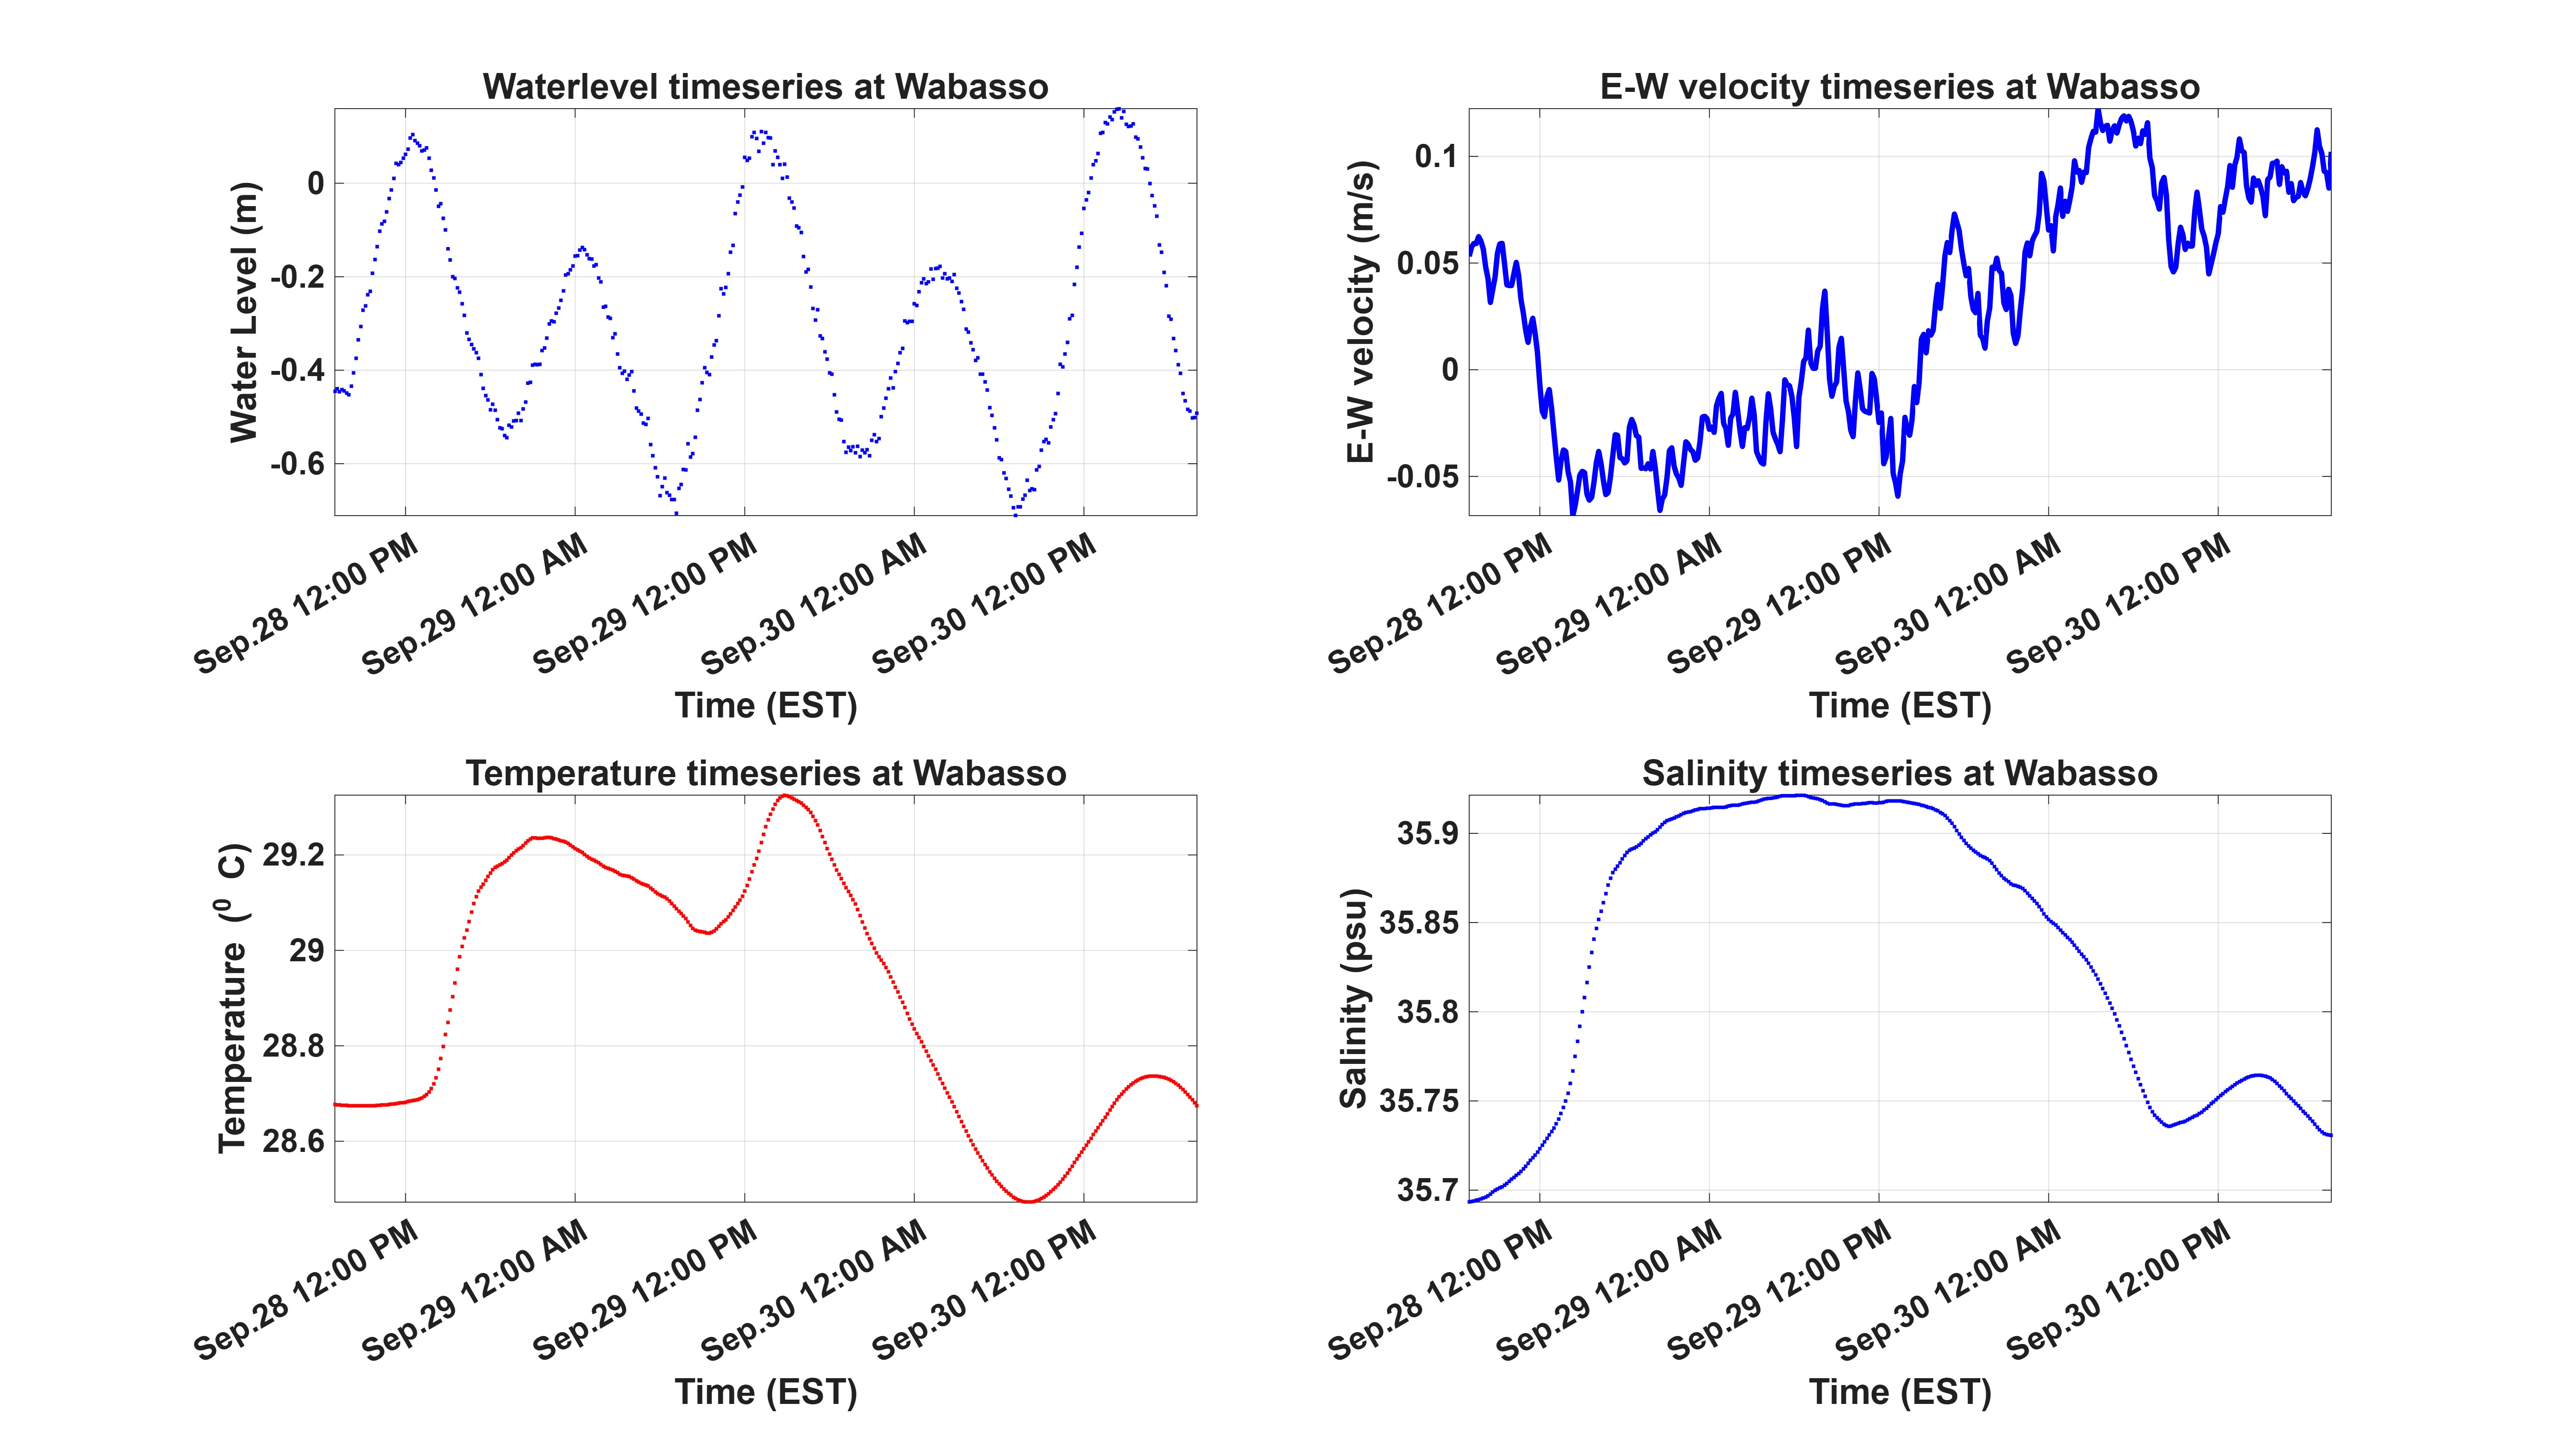 Waterlevel timeseries at Wabasso
Water Level (m)
0
-0.2
-0.4
-0.6
Sep.28 12:00 PM
Sep.29 12:00 AM
Sep.29 12:00 PM
Sep.30 12:00 AM
Sep.30 12:00 PM
Time (EST)
E-W velocity timeseries at Wabasso
E-W velocity (m/s)
0.1
0.05
0
-0.05
Sep.28 12:00 PM
Sep.29 12:00 AM
Sep.29 12:00 PM
Sep.30 12:00 AM
Sep.30 12:00 PM
Time (EST)
Temperature timeseries at Wabasso
Temperature (⁰ C)
29.2
29
28.8
28.6
Sep.28 12:00 PM
Sep.29 12:00 AM
Sep.29 12:00 PM
Sep.30 12:00 AM
Sep.30 12:00 PM
Time (EST)
Salinity timeseries at Wabasso
Salinity (psu)
35.9
35.85
35.8
35.75
35.7
Sep.28 12:00 PM
Sep.29 12:00 AM
Sep.29 12:00 PM
Sep.30 12:00 AM
Sep.30 12:00 PM
Time (EST)